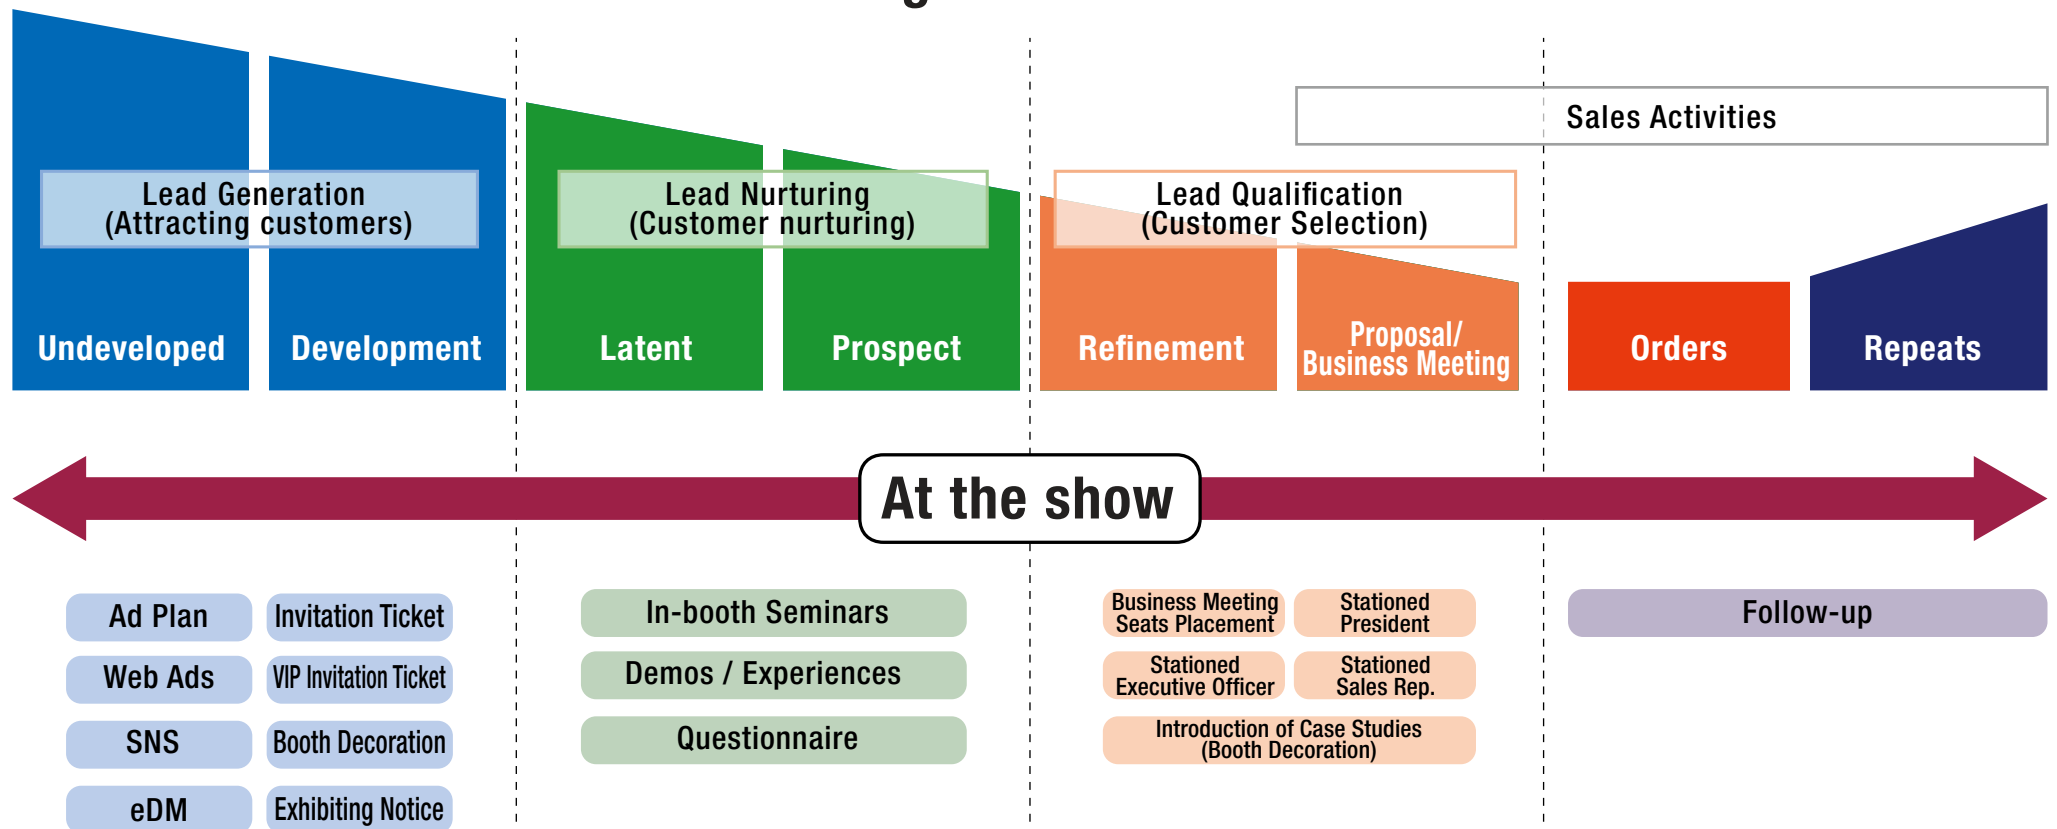 Sales Activities
Lead Generation
(Attracting customers)
Lead Nurturing
(Customer nurturing)
Lead Qualification
(Customer Selection)
Undeveloped
Development
Latent
Prospect
Refinement
Proposal/
Business Meeting
Orders
Repeats
At the show
Ad Plan
Invitation Ticket
Web Ads
VIP Invitation Ticket
SNS
Booth Decoration
eDM
Exhibiting Notice
In-booth Seminars
Demos / Experiences
Questionnaire
Business Meeting
Seats Placement
Stationed
President
Stationed
Executive Officer
Stationed
Sales Rep.
Introduction of Case Studies
(Booth Decoration)
Follow-up